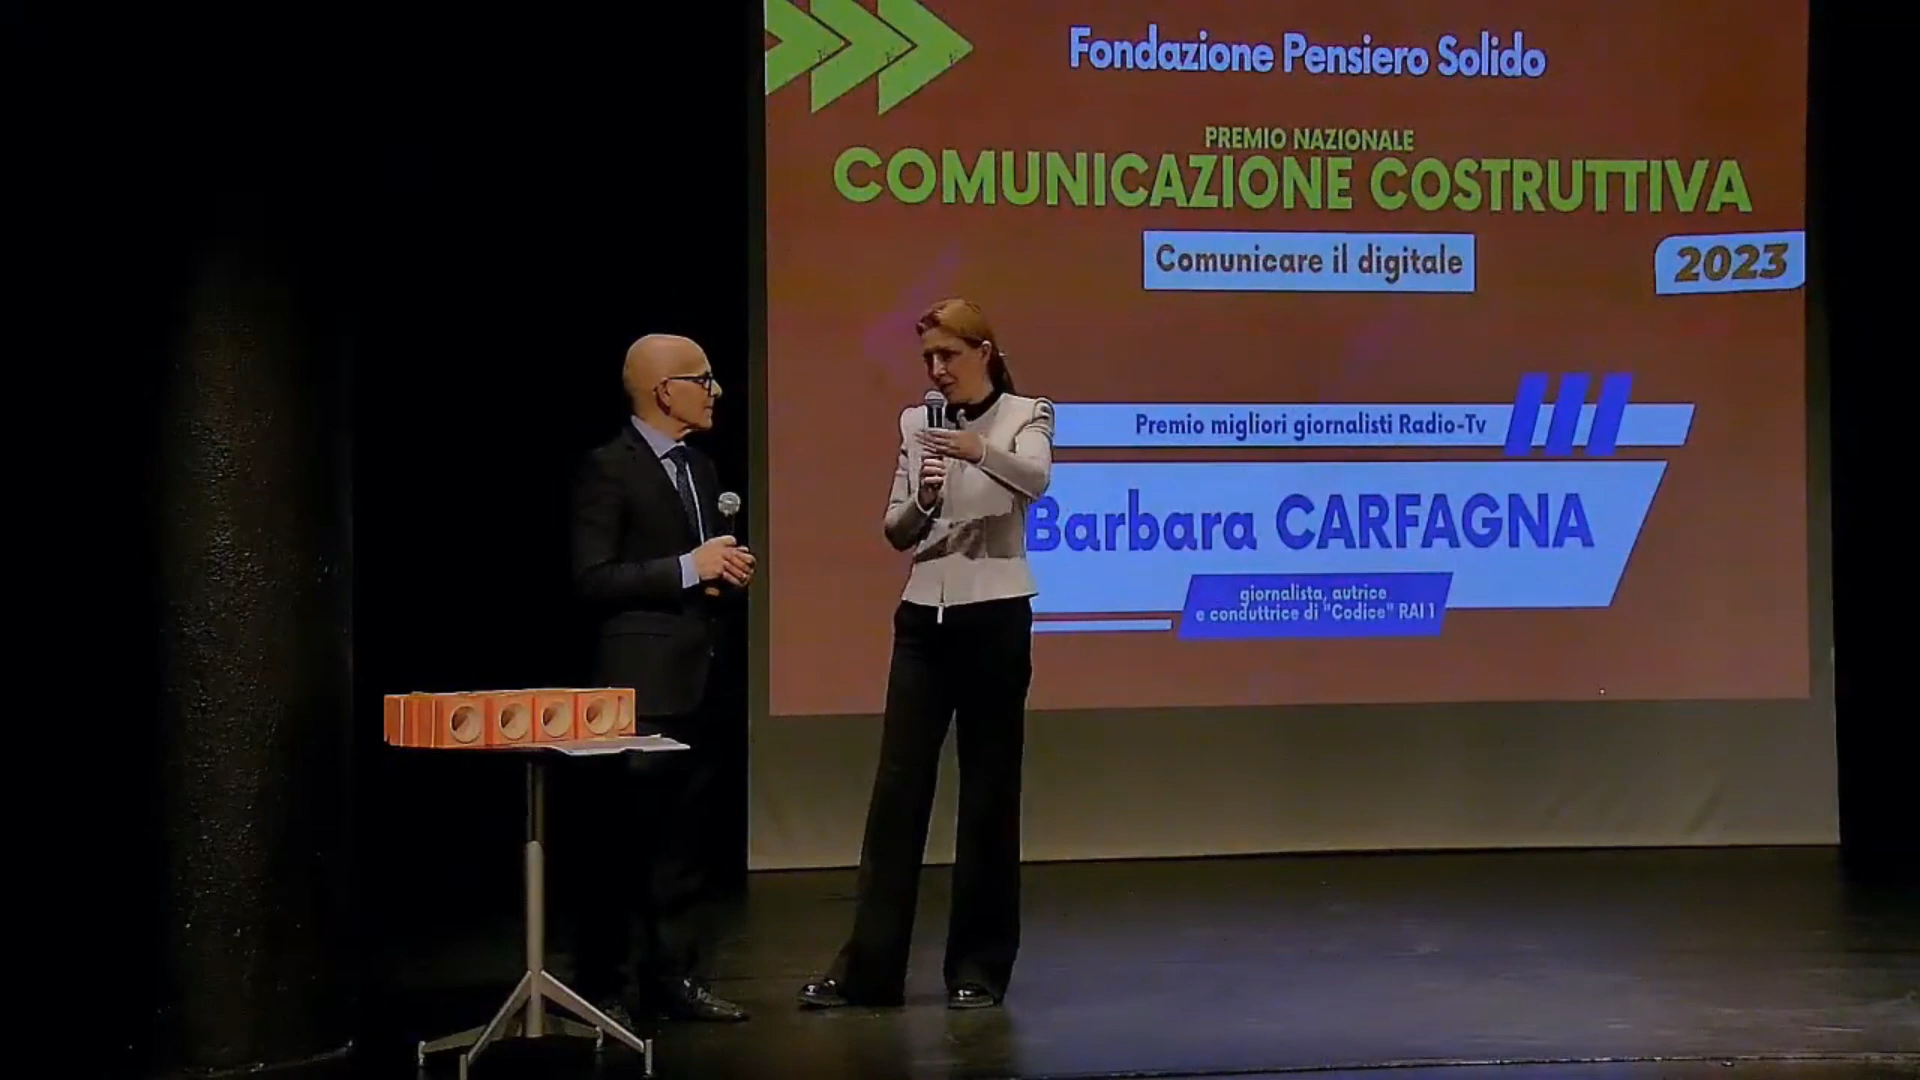 Fondazione Pensiero Solido
PREMIO NAZIONALE
COMUNICAZIONE COSTRUTTIVA
Comunicare il digitale
2023
Premio migliori giornalisti Radio-Tv
Barbara CARFAGNA
giornalista, autrice
e conduttrice di "Codice" RAI 1